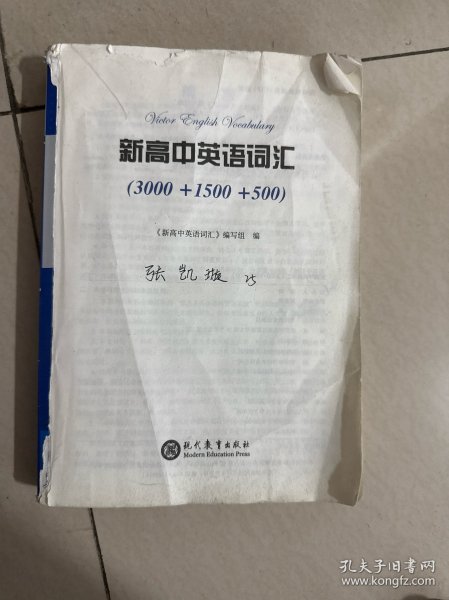 Victor English Vocabulary
新高中英语词汇
(3000 +1500 +500)
《新高中英语词汇》编写组 编
张凯璇 25
现代教育出版社
Modern Education Press
孔夫子旧书网
www.kongfz.com